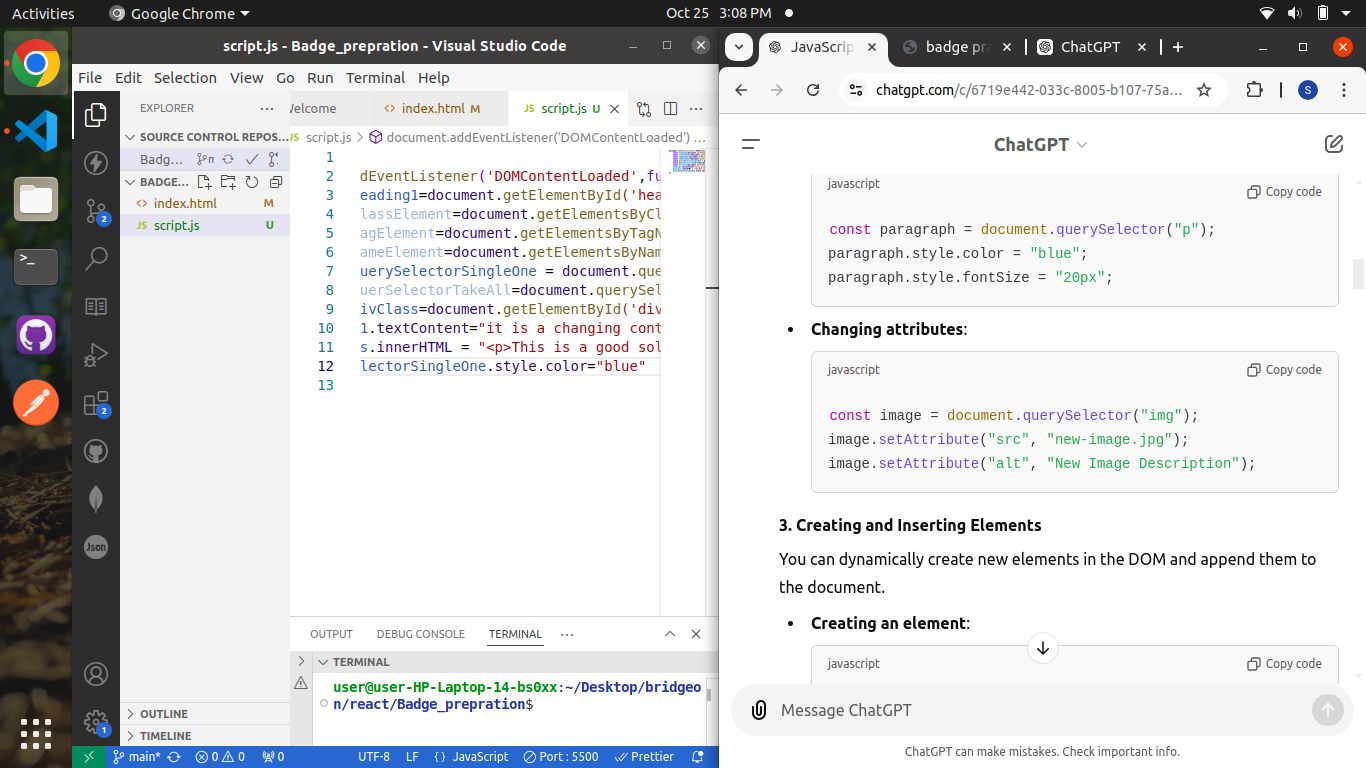 Activities
Google Chrome
Oct 25 3:08 PM
script.js - Badge_prepration - Visual Studio Code
File Edit Selection View Go Run Terminal Help
EXPLORER
SOURCE CONTROL REPOS...
Badg...
BADGE...
<> index.html M
JS script.js U
OUTLINE
TIMELINE
Welcome
<> index.html M
JS script.js U
JS script.js > document.addEventListener('DOMContentLoaded') ...
1
2 dEventListener('DOMContentLoaded',fu
3 eading1=document.getElementById('hea
4 lassElement=document.getElementsByCl
5 agElement=document.getElementsByTagN
6 ameElement=document.getElementsByNam
7 uerySelectorSingleOne = document.que
8 uerSelectorTakeAll=document.querySel
9 ivClass=document.getElementById('div
10 1.textContent="it is a changing cont
11 s.innerHTML = "<p>This is a good sol
12 lectorSingleOne.style.color="blue"
13
OUTPUT DEBUG CONSOLE TERMINAL ...
TERMINAL
user@user-HP-Laptop-14-bs0xx:~/Desktop/bridgeo
n/react/Badge_prepration$
2
2
Json
1
main* 0 0 0 UTF-8 LF {} JavaScript Port : 5500 Prettier
JavaScrip
badge pr
ChatGPT
chatgpt.com/c/6719e442-033c-8005-b107-75a...
S
ChatGPT
javascript
Copy code
const paragraph = document.querySelector("p");
paragraph.style.color = "blue";
paragraph.style.fontSize = "20px";
• Changing attributes:
javascript
Copy code
const image = document.querySelector("img");
image.setAttribute("src", "new-image.jpg");
image.setAttribute("alt", "New Image Description");
3. Creating and Inserting Elements
You can dynamically create new elements in the DOM and append them to
the document.
• Creating an element:
javascript
Copy code
Message ChatGPT
ChatGPT can make mistakes. Check important info.
>_